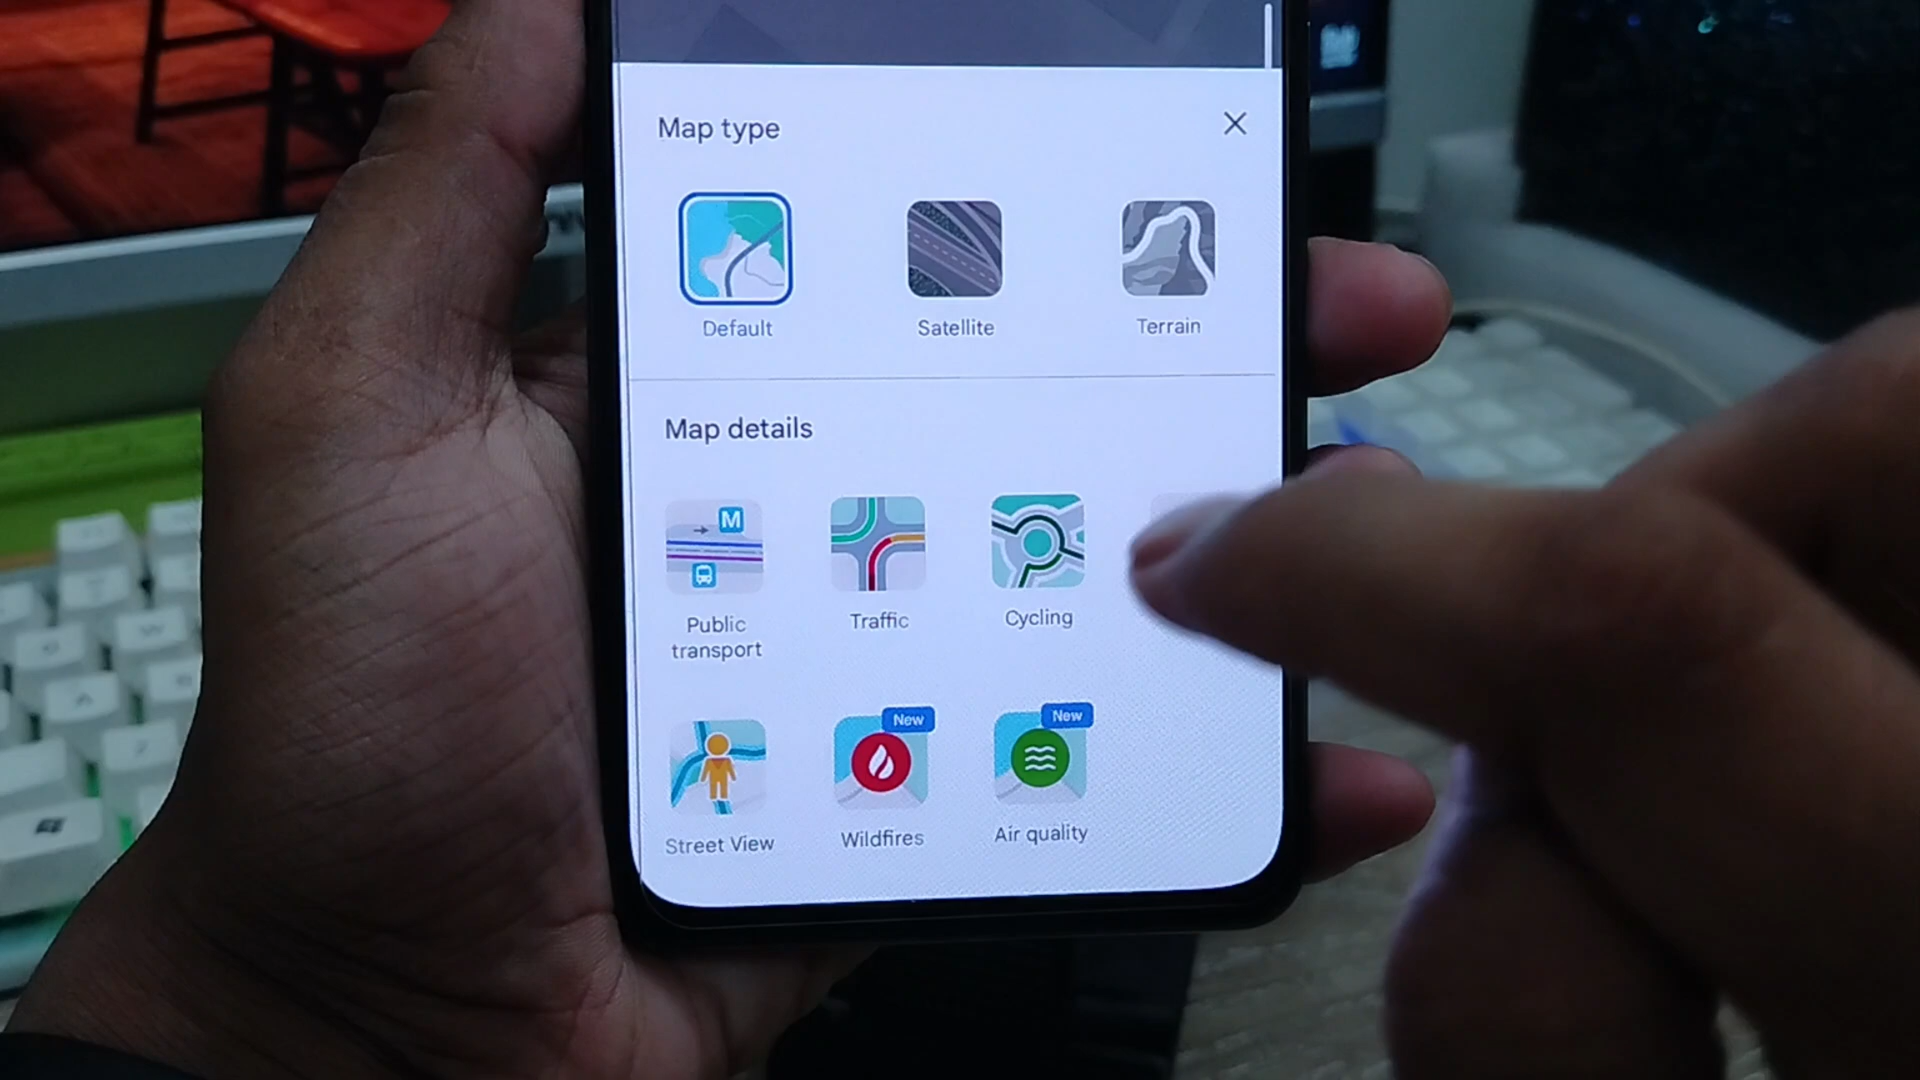 Map type
Default
Satellite
Terrain
Map details
M
Public
transport
Traffic
Cycling
New
New
Street View
Wildfires
Air quality